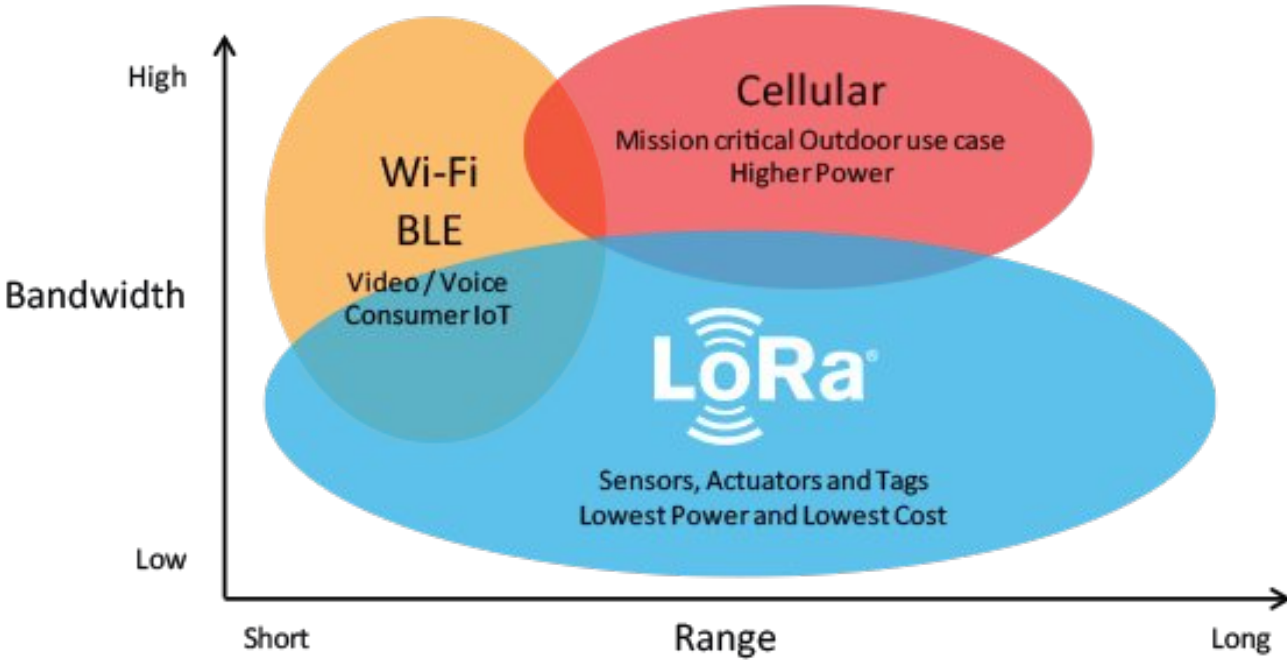 High
Bandwidth
Low
Wi-Fi
BLE
Video / Voice
Consumer IoT
Cellular
Mission critical Outdoor use case
Higher Power
LoRa®
Sensors, Actuators and Tags
Lowest Power and Lowest Cost
Short
Range
Long